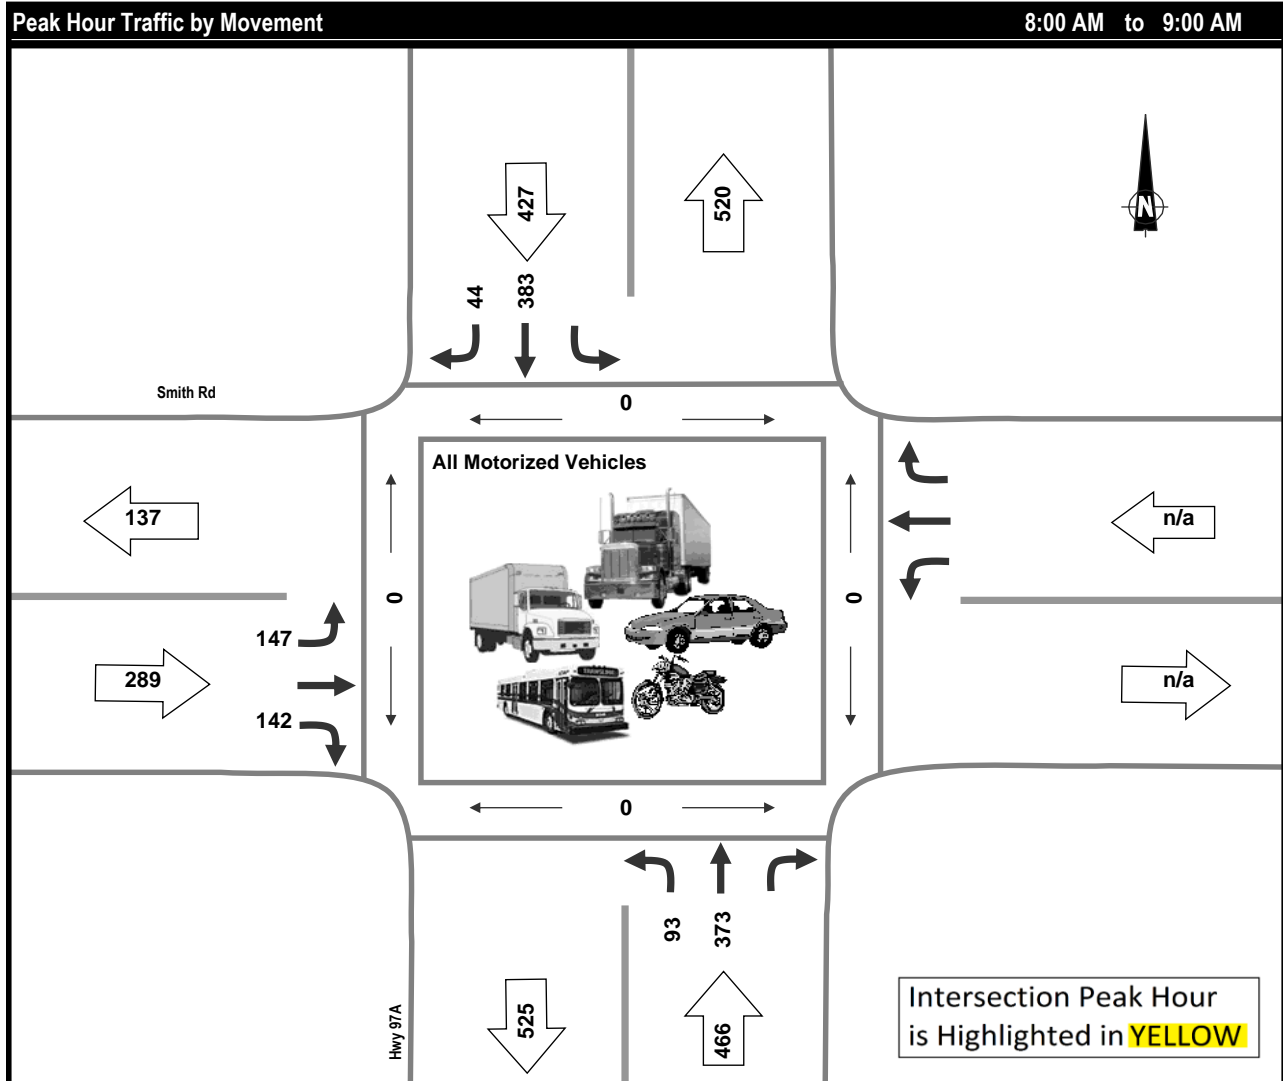 Peak Hour Traffic by Movement 8:00 AM to 9:00 AM
427
520
N
44
383
Smith Rd
0
All Motorized Vehicles
137
n/a
0
0
147
289
n/a
142
0
93
373
Hwy 97A
525
466
Intersection Peak Hour
is Highlighted in YELLOW